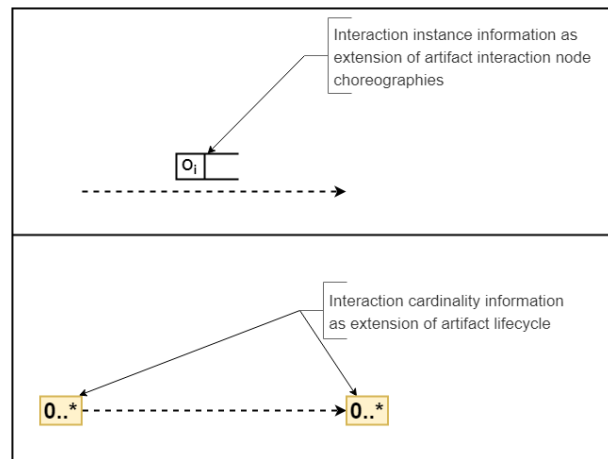 Interaction instance information as
extension of artifact interaction node
choreographies
Oi
Interaction cardinality information
as extension of artifact lifecycle
0..*
0..*